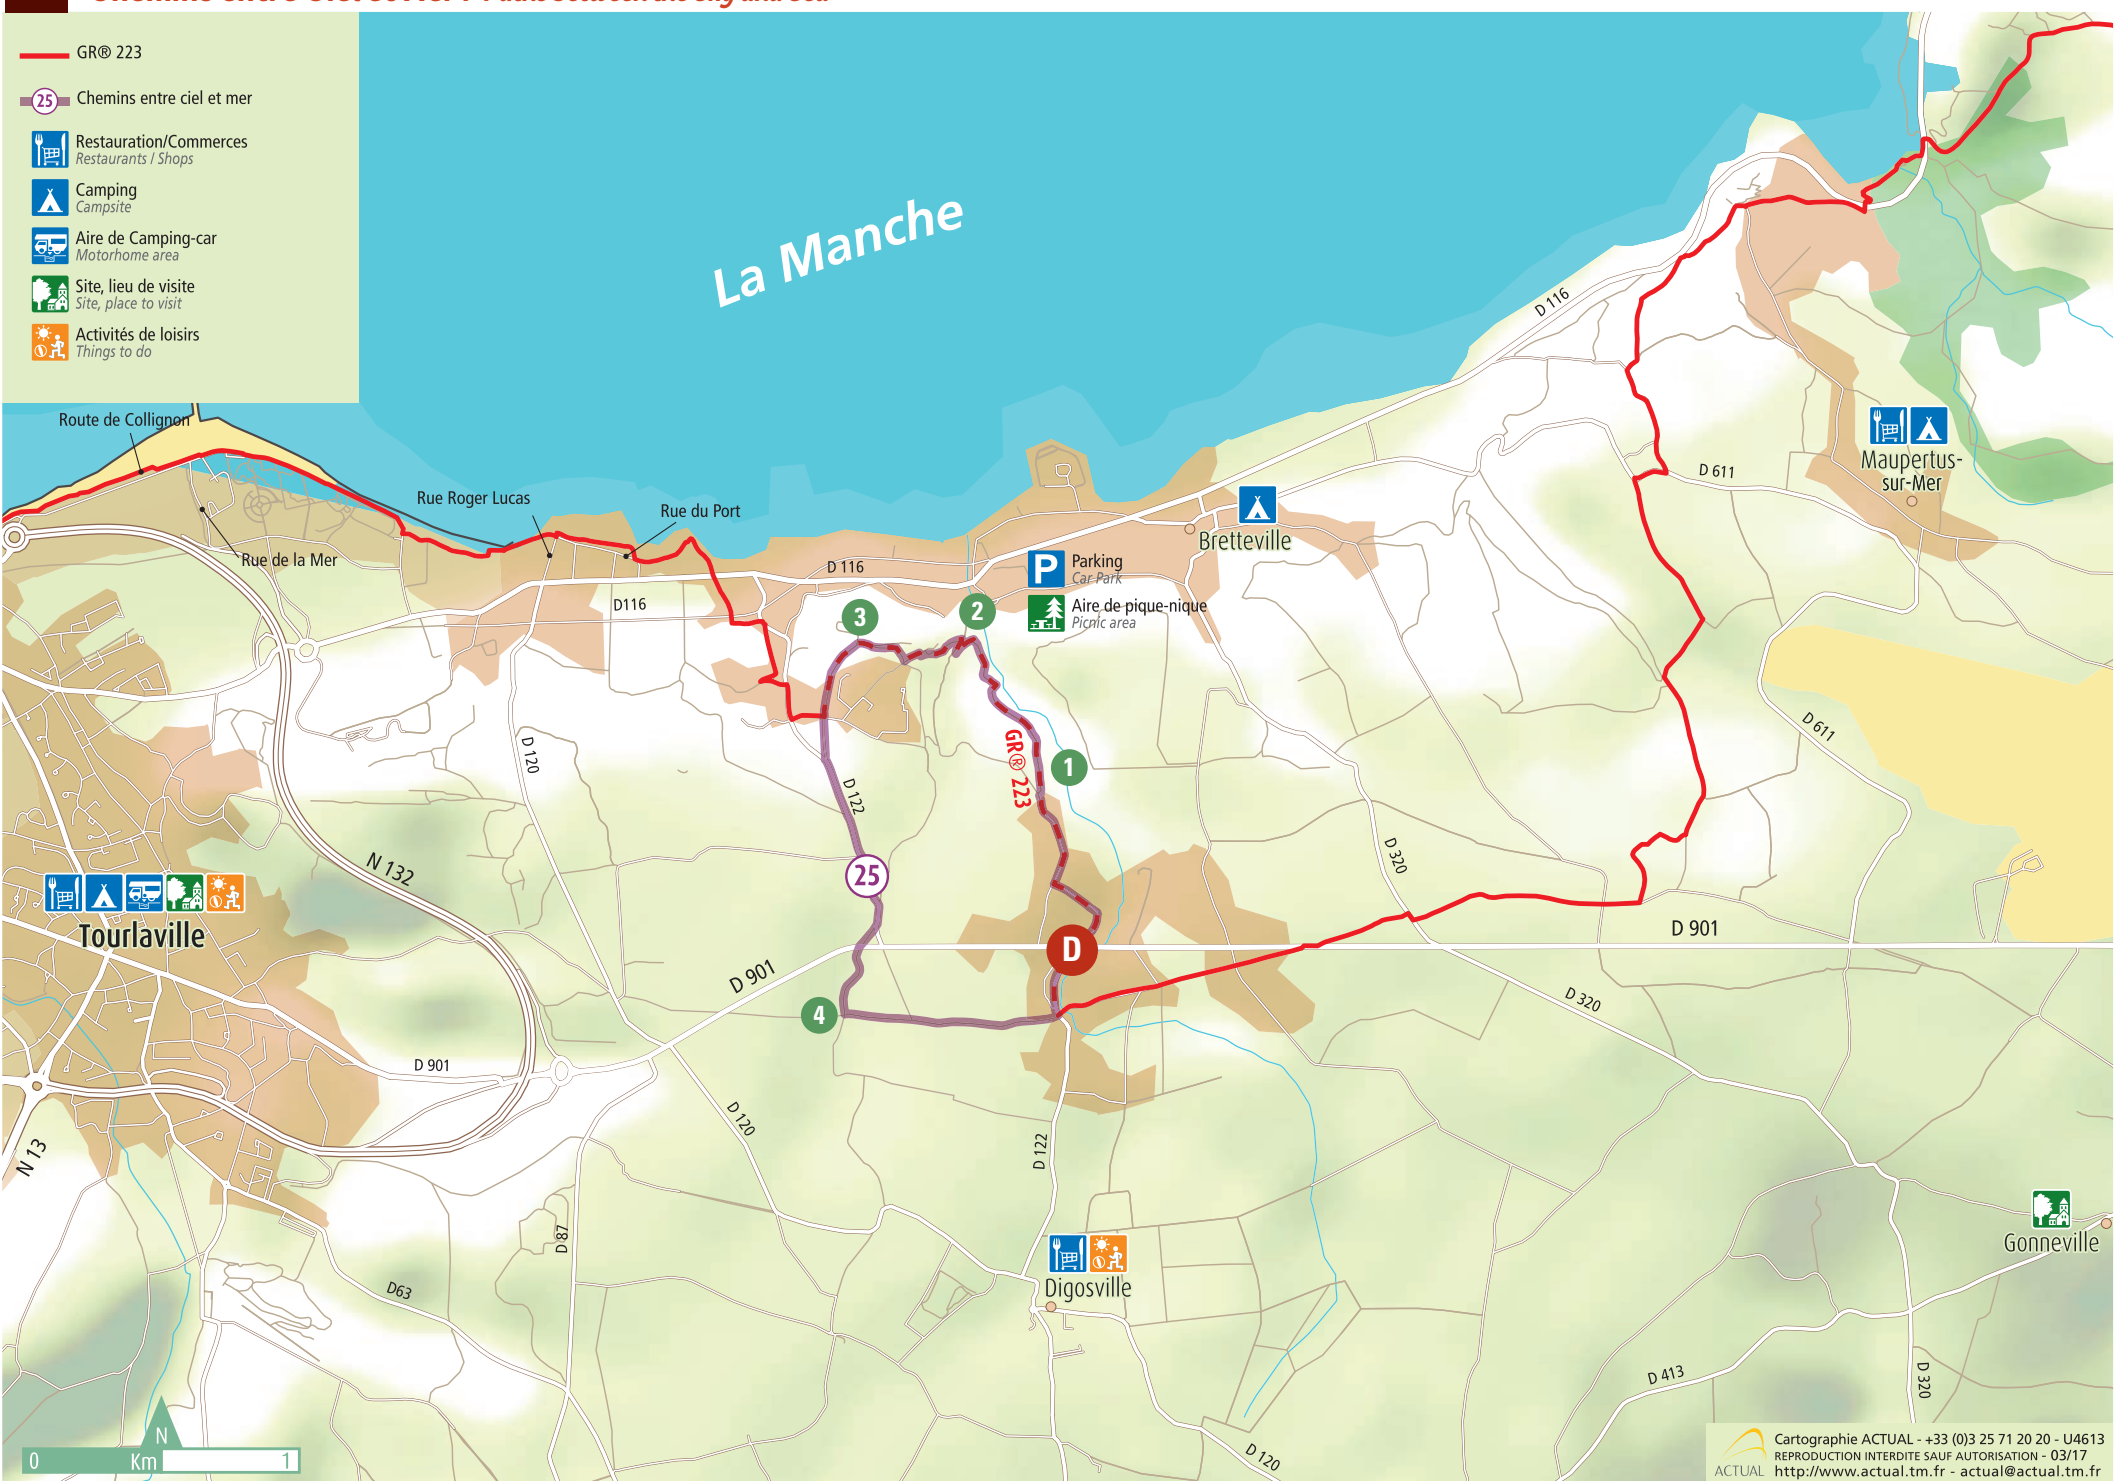 GR® 223
25
Chemins entre ciel et mer
Restauration/Commerces
Restaurants / Shops
Camping
Campsite
Aire de Camping-car
Motorhome area
Site, lieu de visite
Site, place to visit
Activités de loisirs
Things to do
La Manche
D 116
Route de Collignon
Rue Roger Lucas
Rue du Port
Rue de la Mer
D 611
Maupertus-
sur-Mer
Bretteville
D 116
P
Parking
Car Park
Aire de pique-nique
Picnic area
D116
3
2
D 120
D 122
GR® 223
1
D 611
N 132
25
D 320
Tourlaville
D
D 901
D 901
4
D 320
D 901
D 120
D 122
N 13
D 87
D63
Digosville
Gonneville
D 413
D 320
D 120
N
0
Km
1
ACTUAL
Cartographie ACTUAL - +33 (0)3 25 71 20 20 - U4613
REPRODUCTION INTERDITE SAUF AUTORISATION - 03/17
http://www.actual.tm.fr - actual@actual.tm.fr